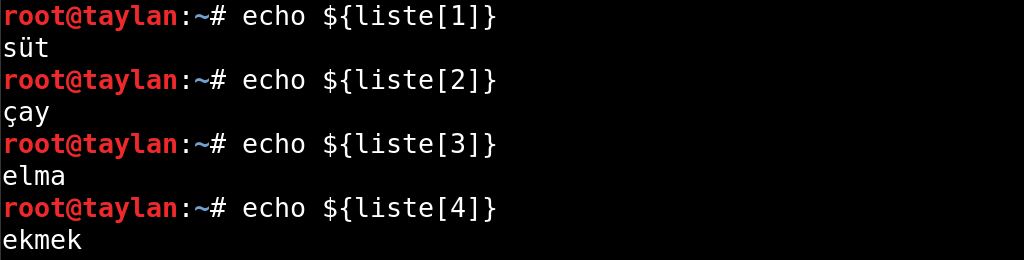 root@taylan:~# echo ${liste[1]}
süt
root@taylan:~# echo ${liste[2]}
çay
root@taylan:~# echo ${liste[3]}
elma
root@taylan:~# echo ${liste[4]}
ekmek